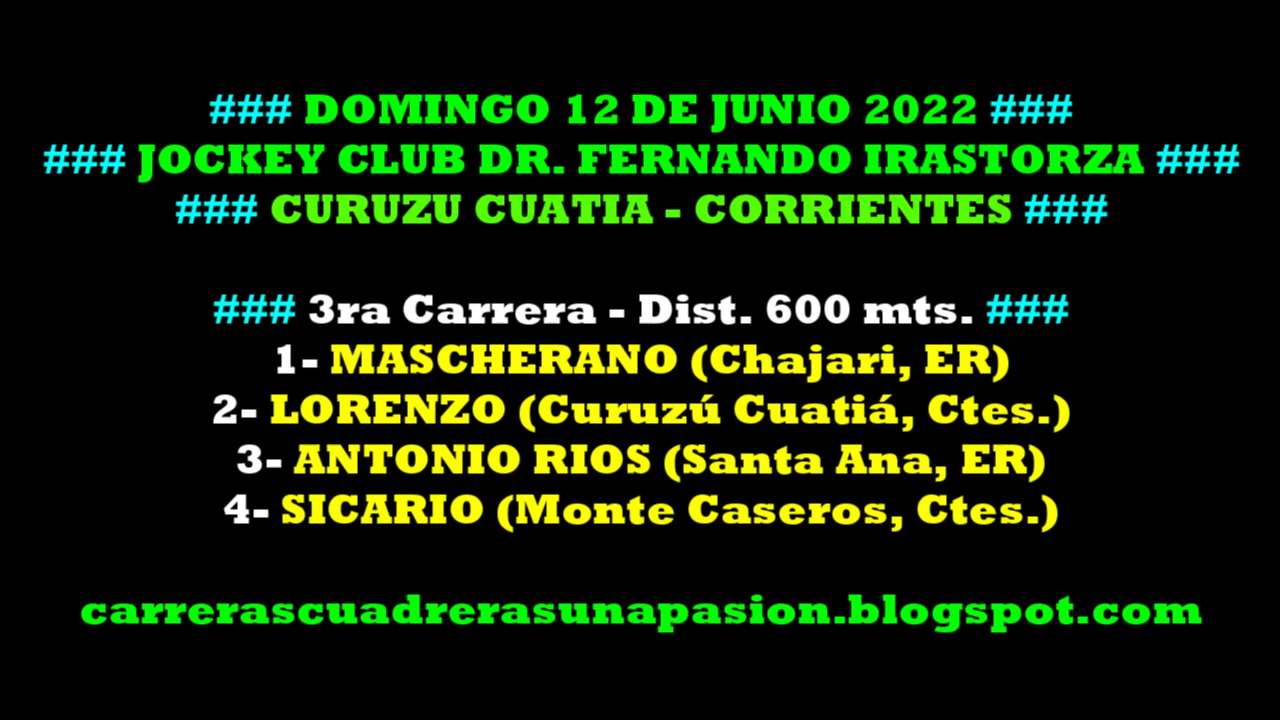 ### DOMINGO 12 DE JUNIO 2022 ###
### JOCKEY CLUB DR. FERNANDO IRASTORZA ###
### CURUZU CUATIA - CORRIENTES ###
### 3ra Carrera - Dist. 600 mts. ###
1- MASCHERANO (Chajari, ER)
2- LORENZO (Curuzú Cuatiá, Ctes.)
3- ANTONIO RIOS (Santa Ana, ER)
4- SICARIO (Monte Caseros, Ctes.)
carrerascuadrerasunapasion.blogspot.com